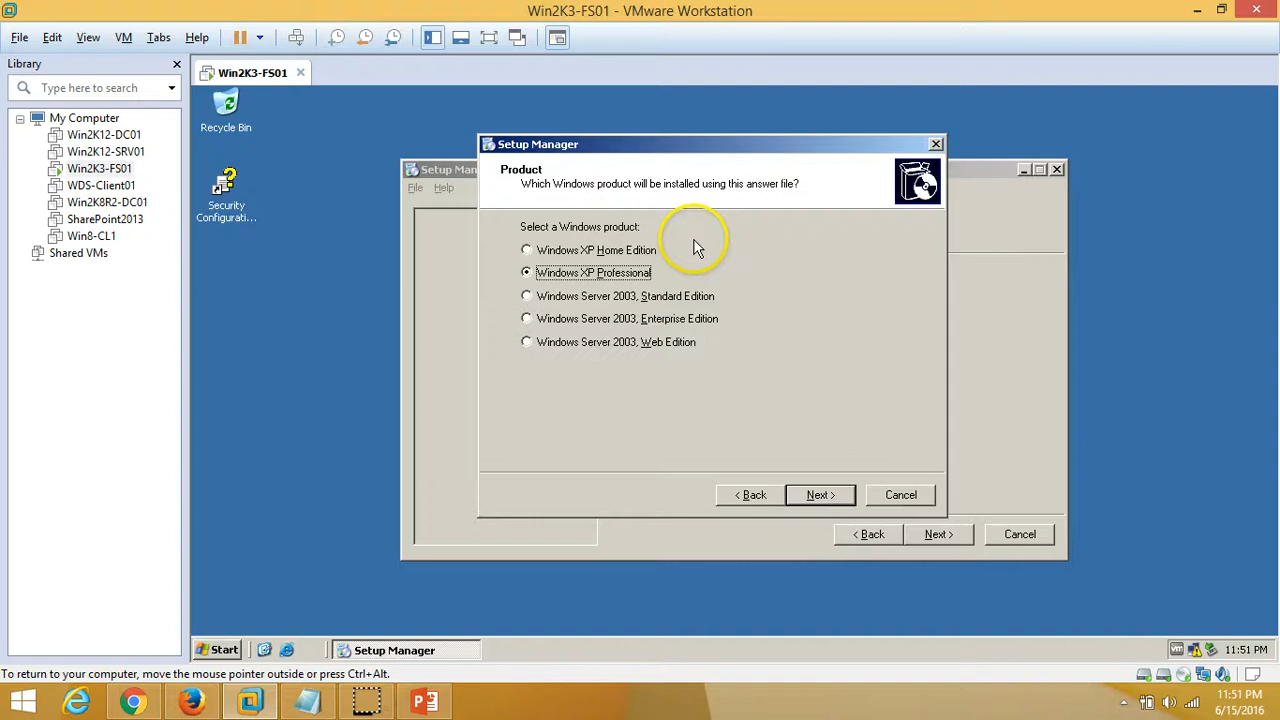 Win2K3-FS01 - VMware Workstation
File Edit View VM Tabs Help
Library
Type here to search
My Computer
Win2K12-DC01
Win2K12-SRV01
Win2K3-FS01
WDS-Client01
Win2K8R2-DC01
SharePoint2013
Win8-CL1
Shared VMs
Win2K3-FS01
Recycle Bin
Security
Configurati...
Setup Man
File Help
Setup Manager
Product
Which Windows product will be installed using this answer file?
Select a Windows product:
Windows XP Home Edition
Windows XP Professional
Windows Server 2003, Standard Edition
Windows Server 2003, Enterprise Edition
Windows Server 2003, Web Edition
< Back Next > Cancel
< Back Next > Cancel
Start Setup Manager vm 11:51 PM
To return to your computer, move the mouse pointer outside or press Ctrl+Alt.
11:51 PM
6/15/2016